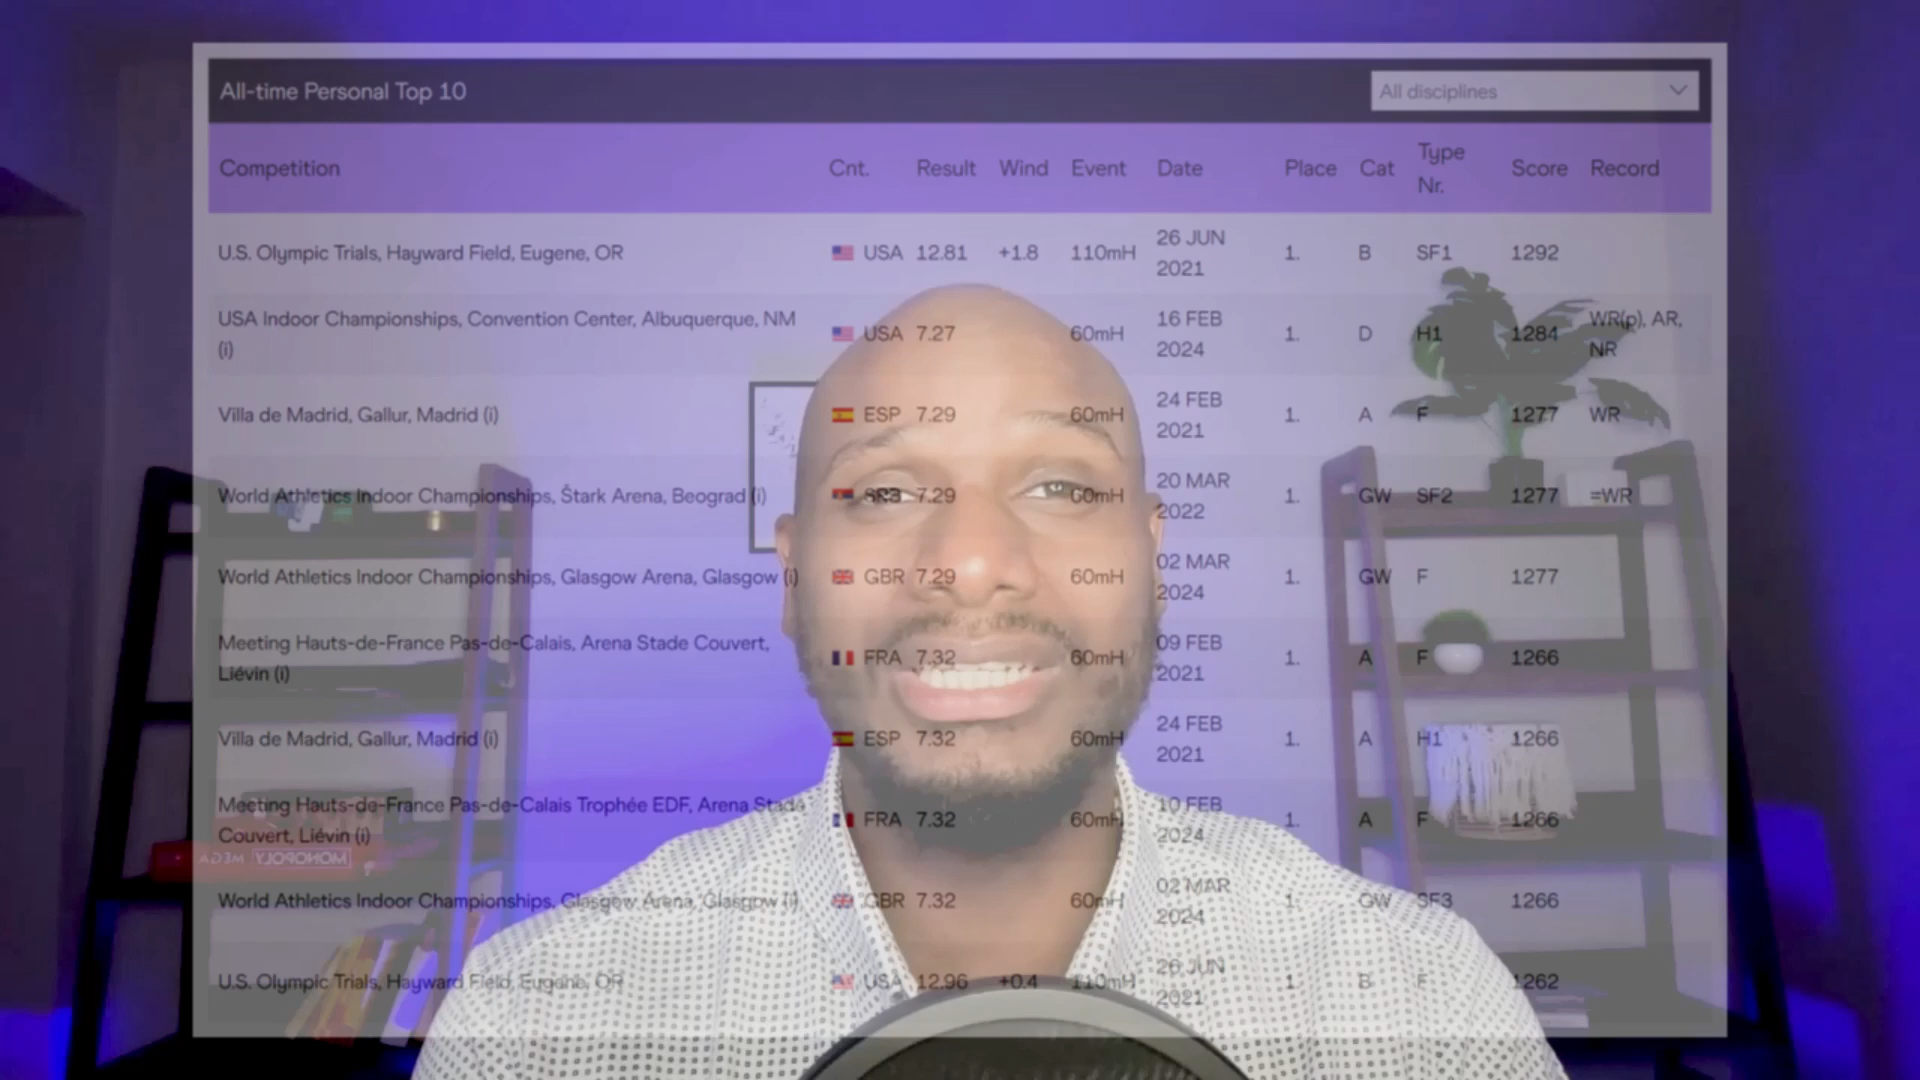 All-time Personal Top 10
All disciplines
Competition Cnt. Result Wind Event Date Place Cat Type Nr. Score Record
U.S. Olympic Trials, Hayward Field, Eugene, OR USA 12.81 +1.8 110mH 26 JUN 2021 1. B SF1 1292
USA Indoor Championships, Convention Center, Albuquerque, NM (i) USA 7.27 60mH 16 FEB 2024 1. D H1 1284 WR(p), AR, NR
Villa de Madrid, Gallur, Madrid (i) ESP 7.29 60mH 24 FEB 2021 1. A F 1277 WR
World Athletics Indoor Championships, Štark Arena, Beograd (i) SRB 7.29 60mH 20 MAR 2022 1. GW SF2 1277 =WR
World Athletics Indoor Championships, Glasgow Arena, Glasgow (i) GBR 7.29 60mH 02 MAR 2024 1. GW F 1277
Meeting Hauts-de-France Pas-de-Calais, Arena Stade Couvert, Liévin (i) FRA 7.32 60mH 09 FEB 2021 1. A F 1266
Villa de Madrid, Gallur, Madrid (i) ESP 7.32 60mH 24 FEB 2021 1. A H1 1266
Meeting Hauts-de-France Pas-de-Calais Trophée EDF, Arena Stade Couvert, Liévin (i) FRA 7.32 60mH 10 FEB 2024 1. A F 1266
MONOPOLY MEGA
World Athletics Indoor Championships, Glasgow Arena, Glasgow (i) GBR 7.32 60mH 02 MAR 2024 1. GW SF3 1266
U.S. Olympic Trials, Hayward Field, Eugene, OR USA 12.96 +0.4 110mH 26 JUN 2021 1. B F 1262